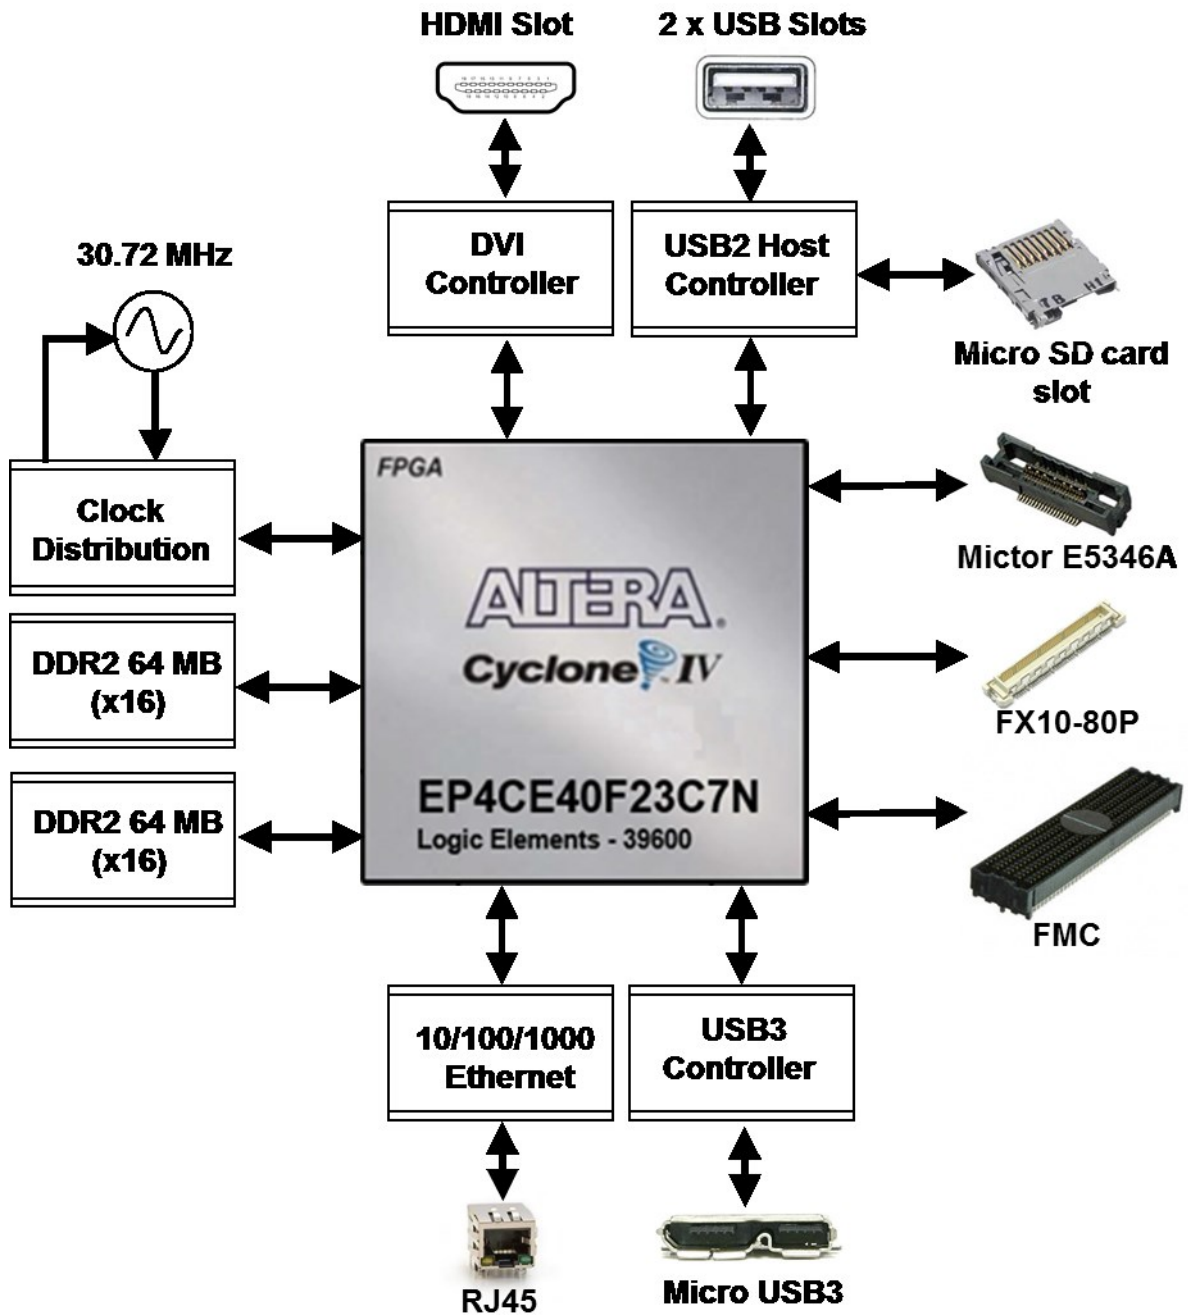 HDMI Slot
2 x USB Slots
30.72 MHz
DVI
Controller
USB2 Host
Controller
Micro SD card
slot
FPGA
Clock
Distribution
Mictor E5346A
ALTERA
Cyclone IV
DDR2 64 MB
(x16)
FX10-80P
EP4CE40F23C7N
Logic Elements - 39600
DDR2 64 MB
(x16)
FMC
10/100/1000
Ethernet
USB3
Controller
RJ45
Micro USB3